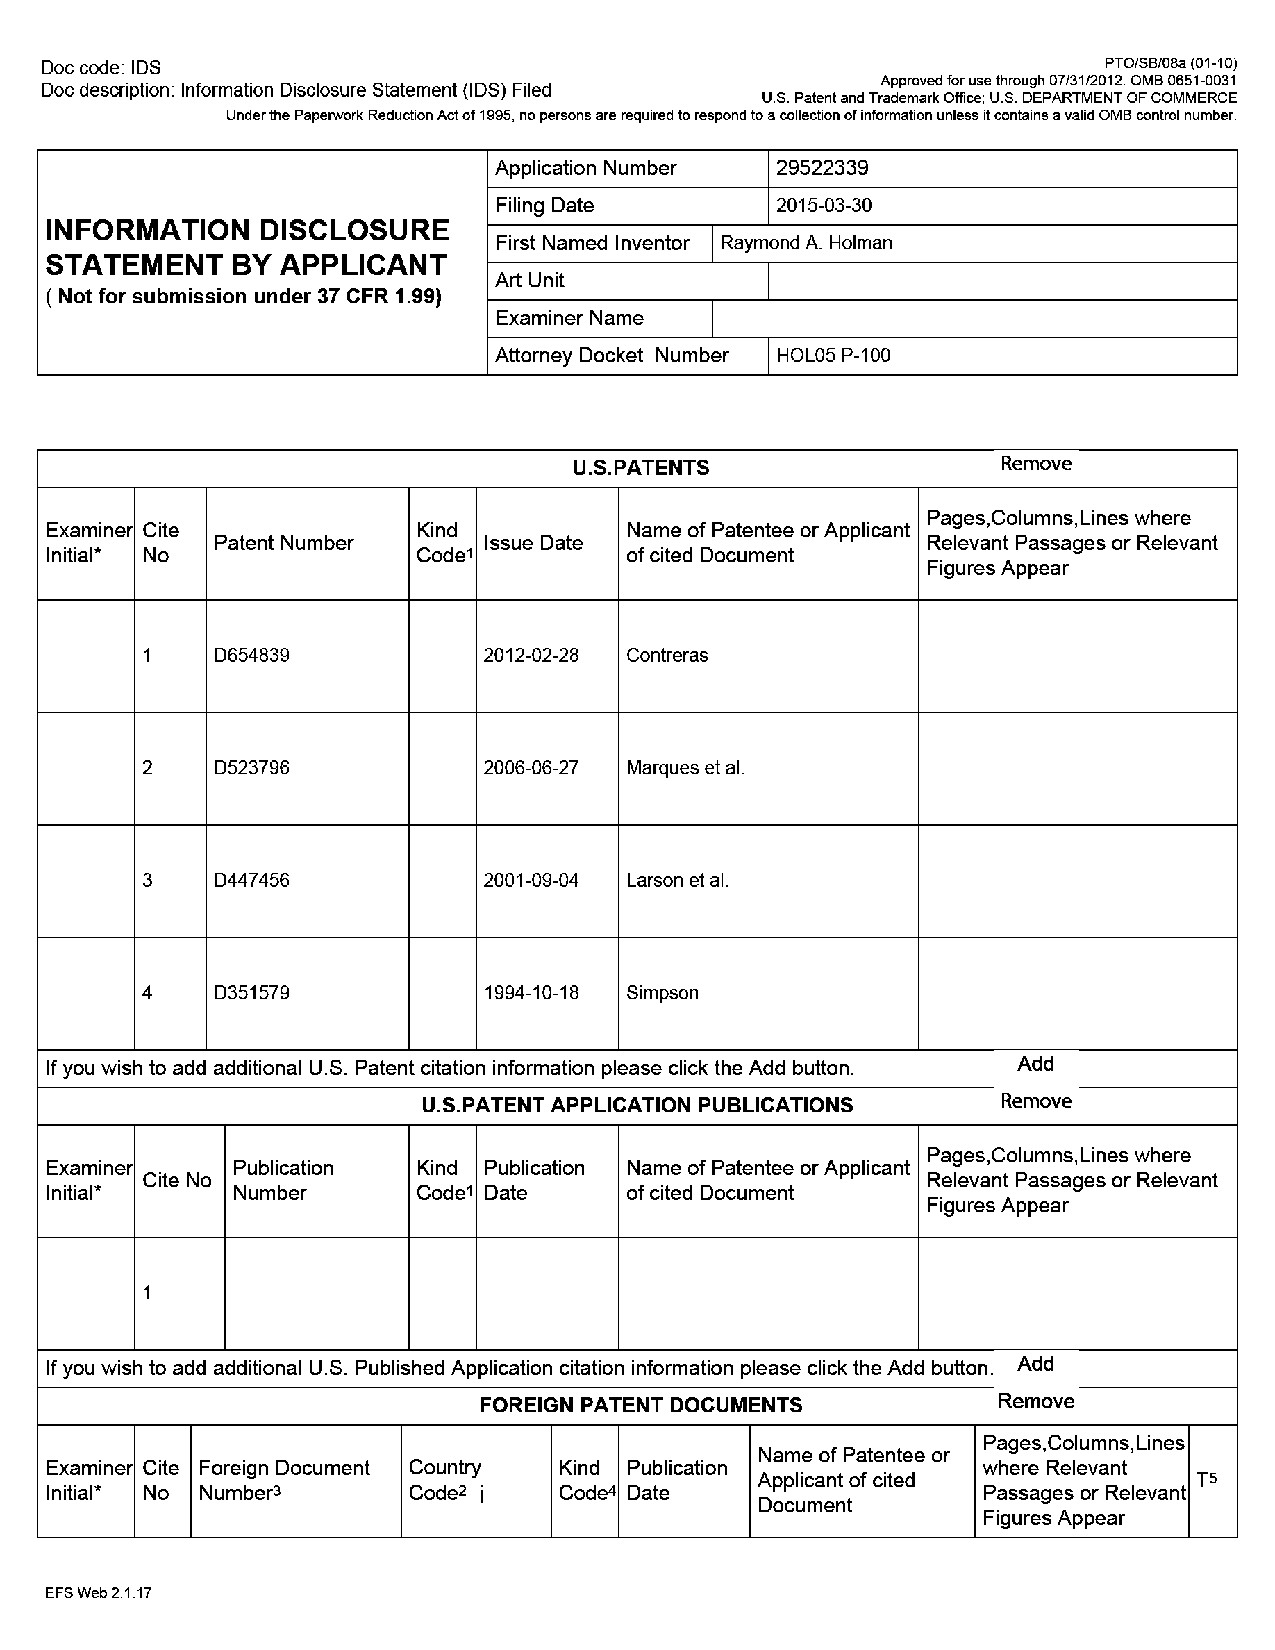 Doc code: IDS
Doc description: Information Disclosure Statement (IDS) Filed
PTO/SB/08a (01-10)
Approved for use through 07/31/2012. OMB 0651-0031
U.S. Patent and Trademark Office; U.S. DEPARTMENT OF COMMERCE
Under the Paperwork Reduction Act of 1995, no persons are required to respond to a collection of information unless it contains a valid OMB control number.
INFORMATION DISCLOSURE
STATEMENT BY APPLICANT
( Not for submission under 37 CFR 1.99)
Application Number 29522339
Filing Date 2015-03-30
First Named Inventor Raymond A. Holman
Art Unit
Examiner Name
Attorney Docket Number HOL05 P-100
U.S.PATENTS Remove
Examiner Initial* Cite No Patent Number Kind Code1 Issue Date Name of Patentee or Applicant of cited Document Pages,Columns,Lines where Relevant Passages or Relevant Figures Appear
1 D654839 2012-02-28 Contreras
2 D523796 2006-06-27 Marques et al.
3 D447456 2001-09-04 Larson et al.
4 D351579 1994-10-18 Simpson
If you wish to add additional U.S. Patent citation information please click the Add button. Add
U.S.PATENT APPLICATION PUBLICATIONS Remove
Examiner Initial* Cite No Publication Number Kind Code1 Publication Date Name of Patentee or Applicant of cited Document Pages,Columns,Lines where Relevant Passages or Relevant Figures Appear
1
If you wish to add additional U.S. Published Application citation information please click the Add button. Add
FOREIGN PATENT DOCUMENTS Remove
Examiner Initial* Cite No Foreign Document Number3 Country Code2 i Kind Code4 Publication Date Name of Patentee or Applicant of cited Document Pages,Columns,Lines where Relevant Passages or Relevant Figures Appear T5
EFS Web 2.1.17